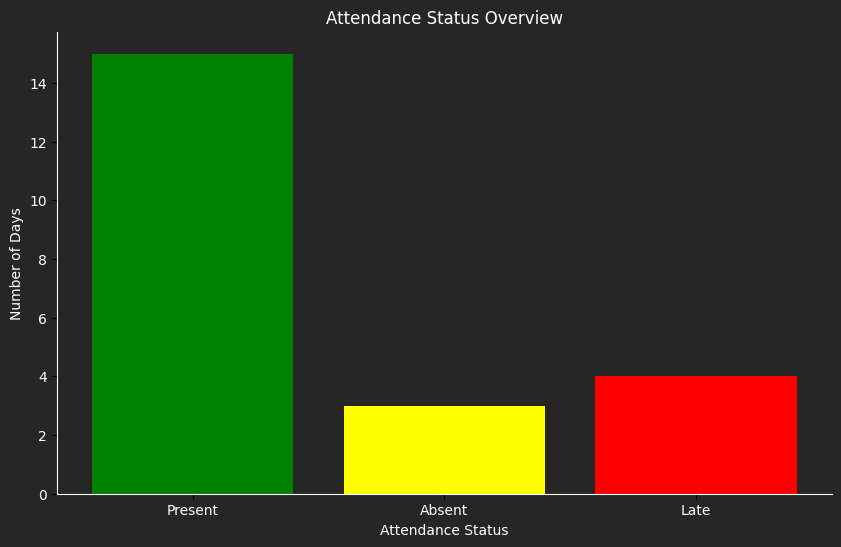 Attendance Status Overview
Number of Days
14
12
10
8
6
4
2
0
Present Absent Late
Attendance Status